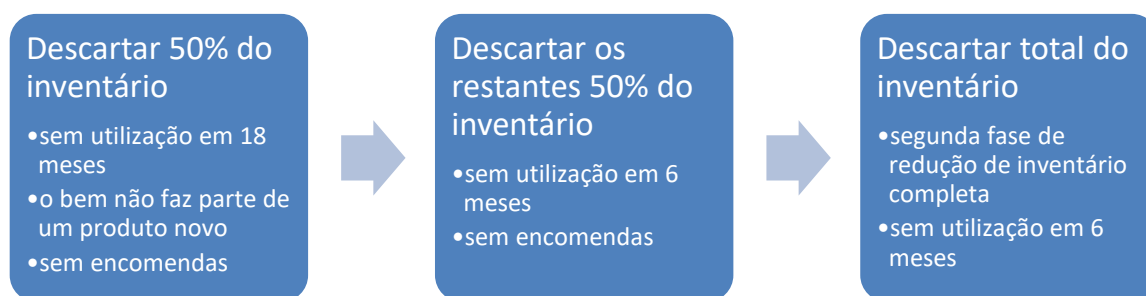 Descartar 50% do
inventário
•sem utilização em 18
meses
•o bem não faz parte de
um produto novo
•sem encomendas
Descartar os
restantes 50% do
inventário
•sem utilização em 6
meses
•sem encomendas
Descartar total do
inventário
•segunda fase de
redução de inventário
completa
•sem utilização em 6
meses